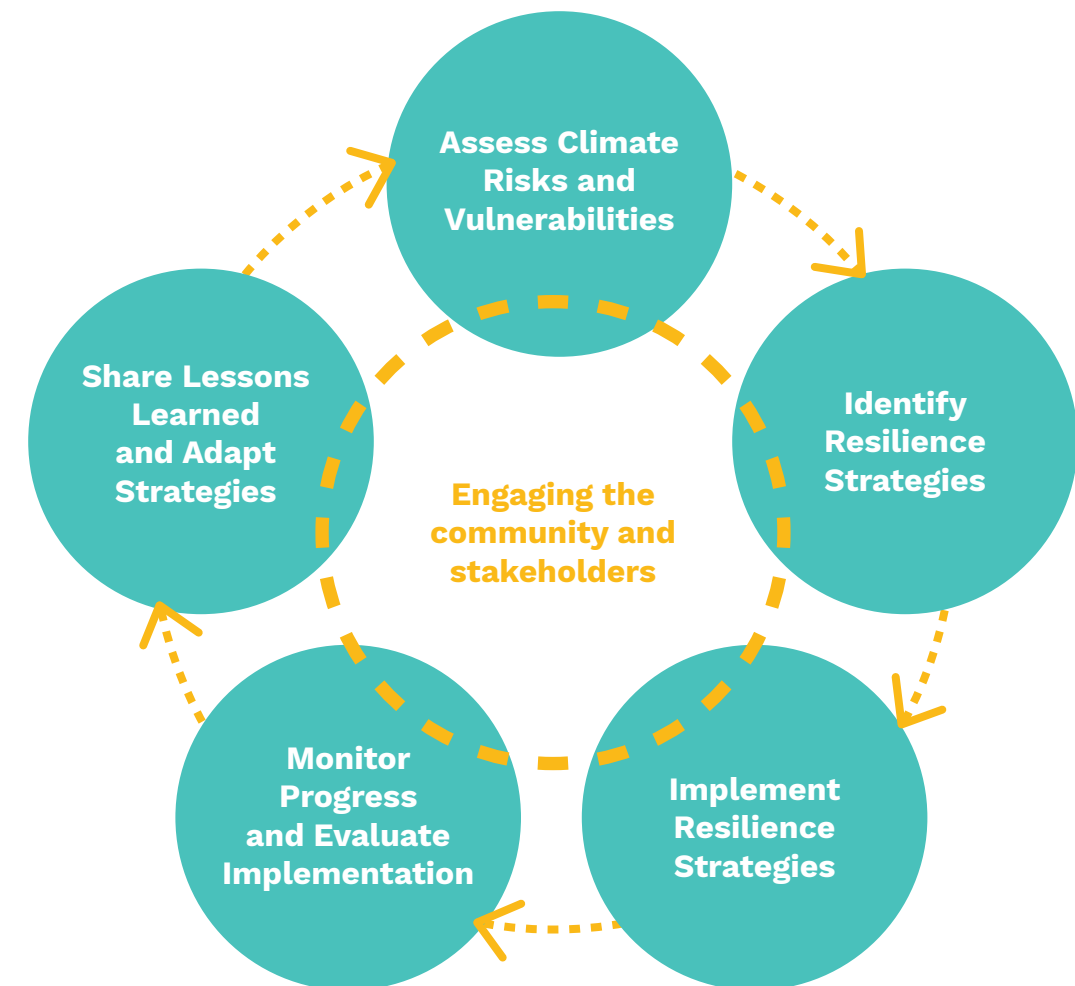 Assess Climate
Risks and
Vulnerabilities
Identify
Resilience
Strategies
Implement
Resilience
Strategies
Monitor
Progress
and Evaluate
Implementation
Share Lessons
Learned
and Adapt
Strategies
Engaging the
community and
stakeholders